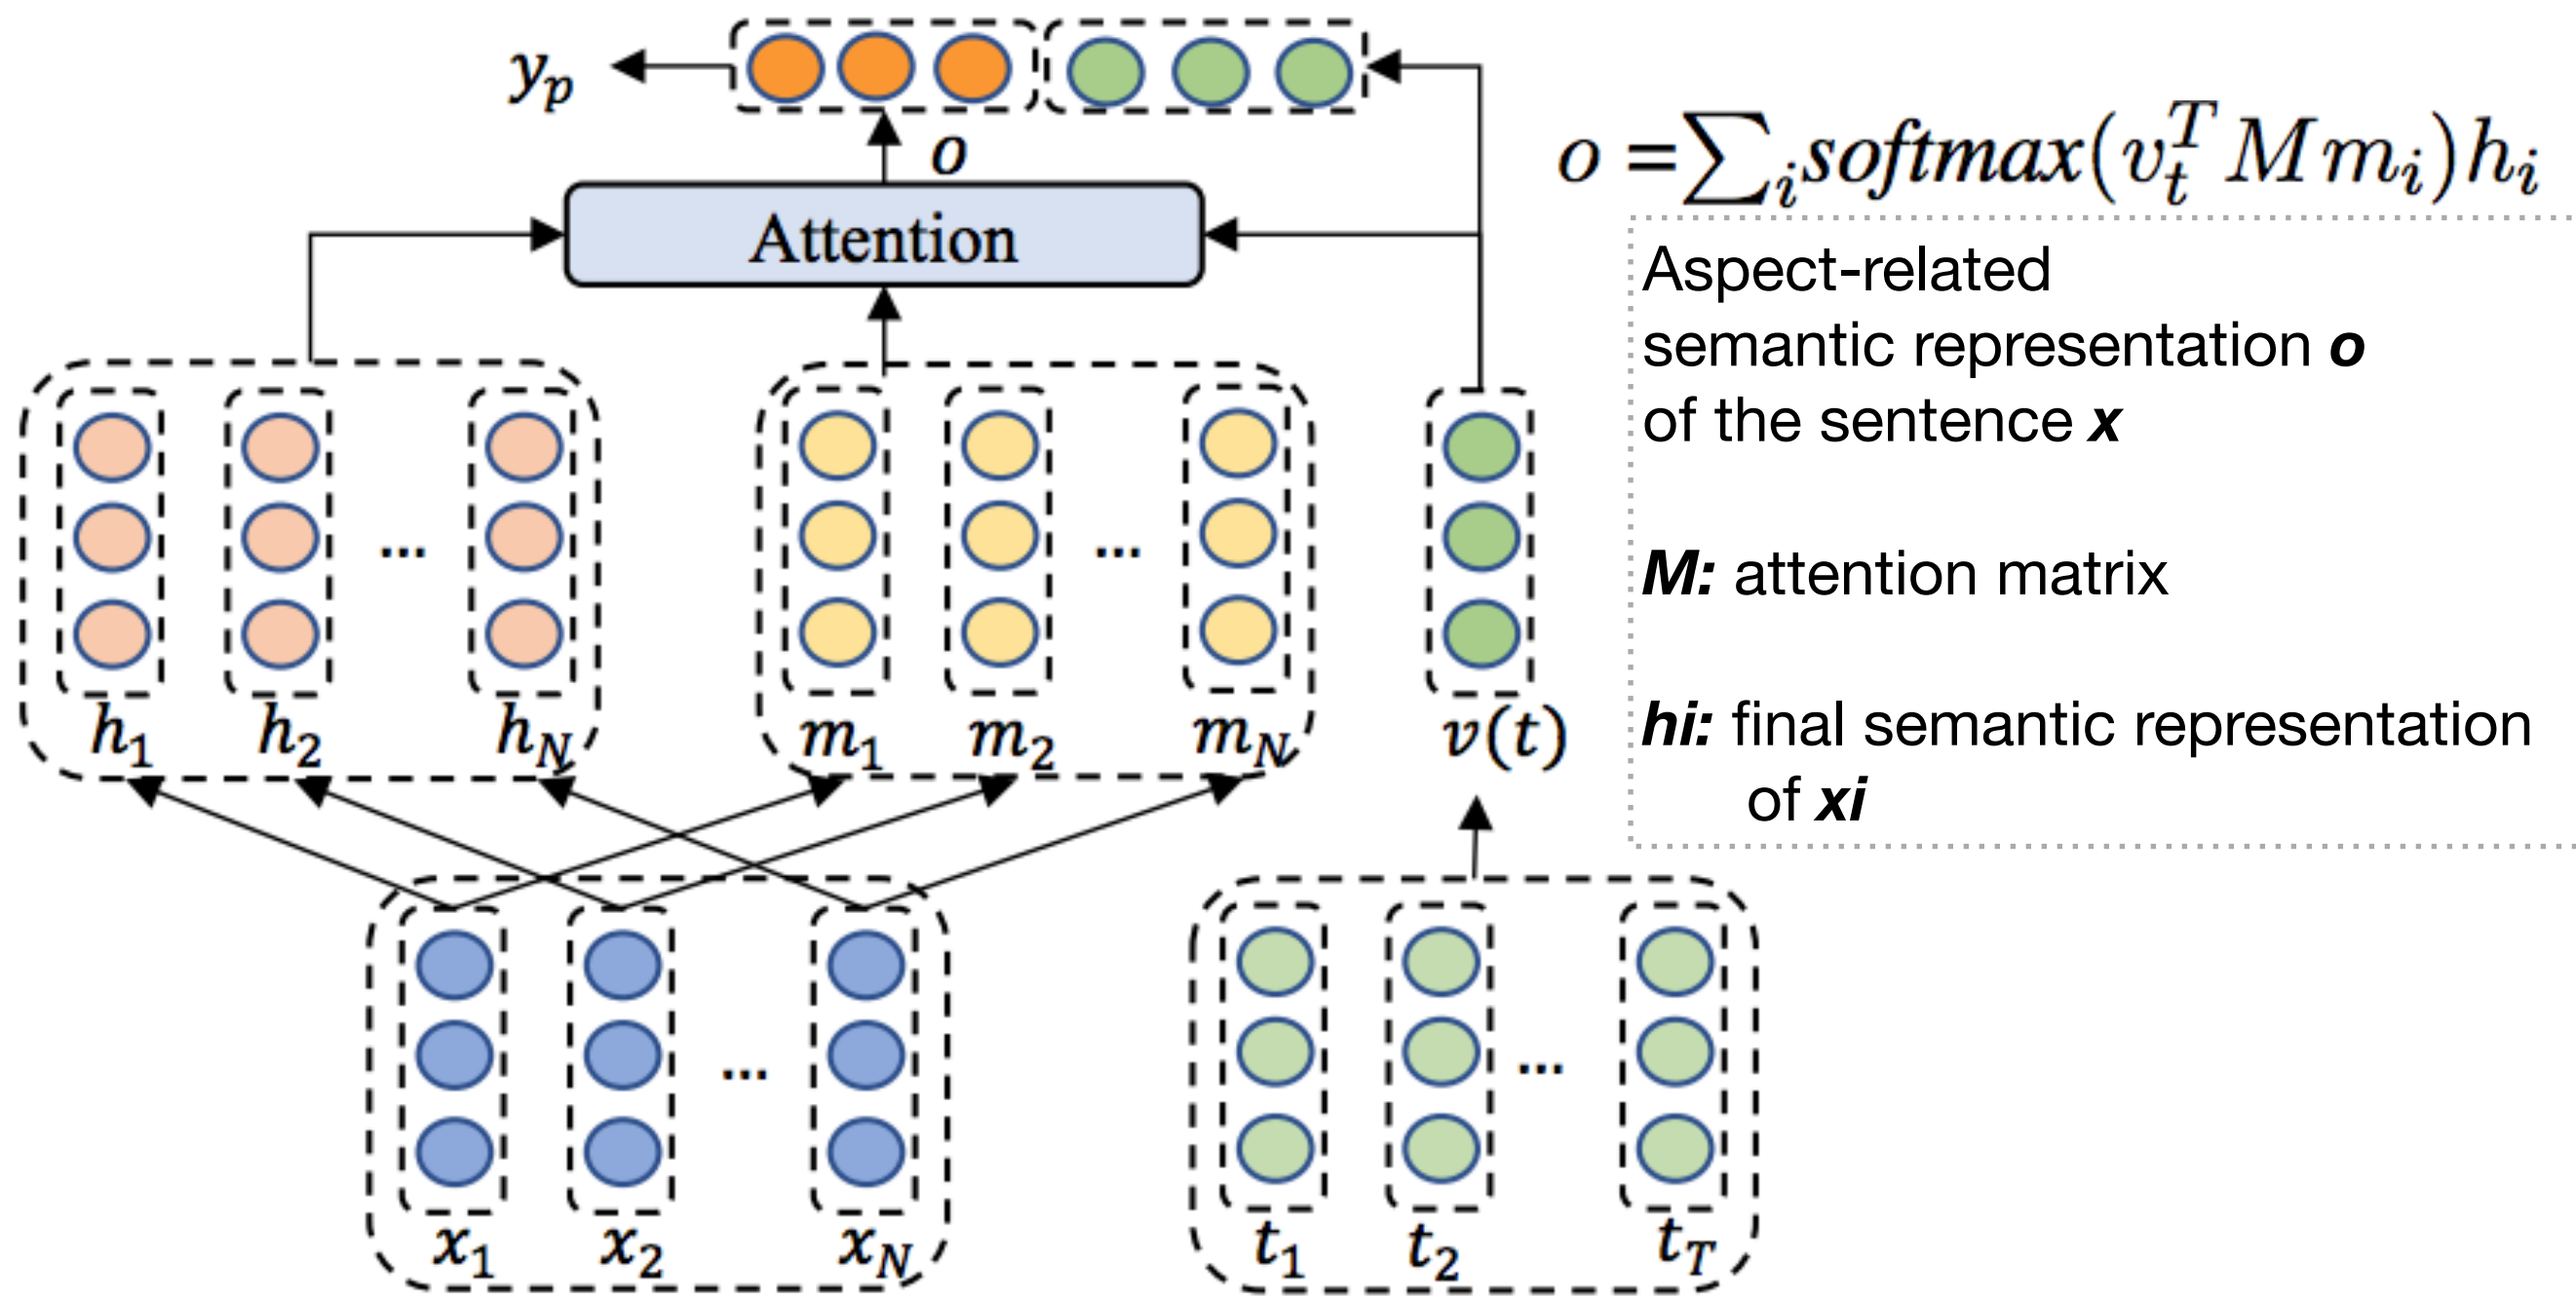 y_p
o
o = ∑_i softmax(v_t^T M m_i) h_i
Attention
Aspect-related
semantic representation o
of the sentence x
M: attention matrix
hi: final semantic representation
of xi
... ...
h_1 h_2 h_N m_1 m_2 m_N v(t)
... ...
x_1 x_2 x_N t_1 t_2 t_T